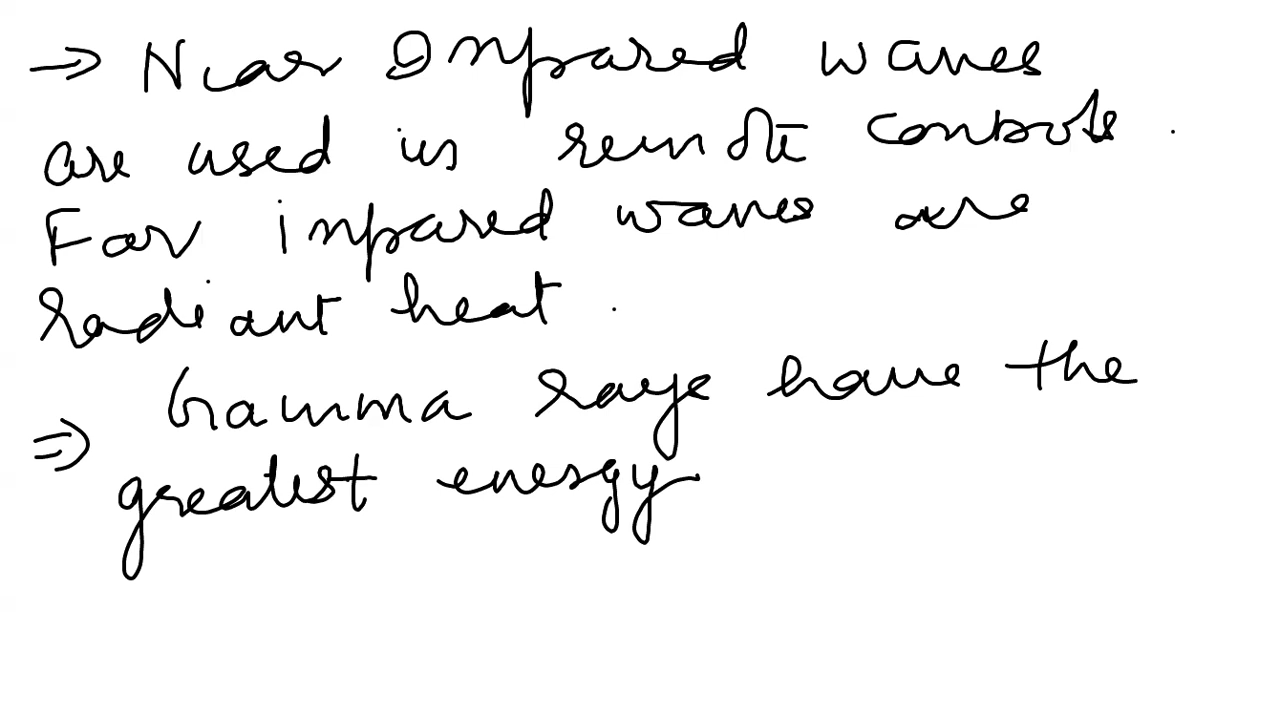 → Near Infrared waves
are used in remote controls.
Far infrared waves are
radiant heat.
⇒ Gamma rays have the
greatest energy